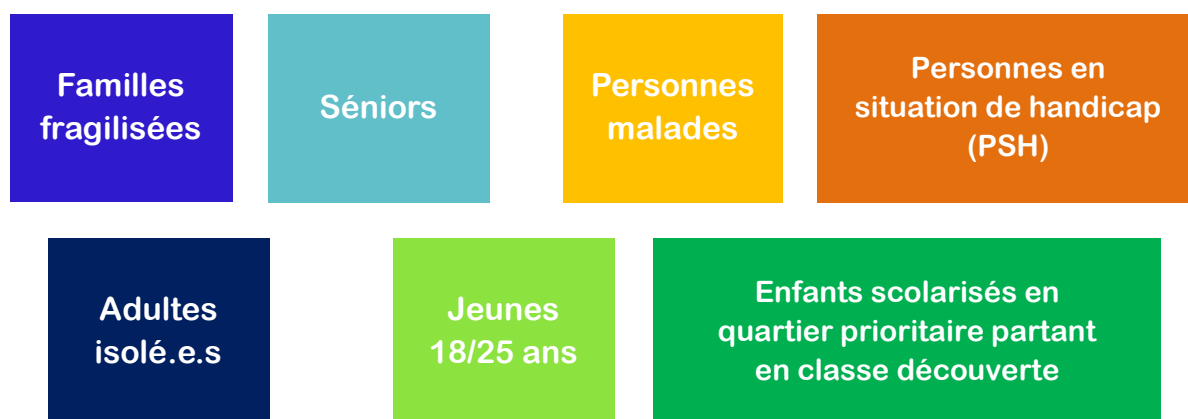 Familles
fragilisées
Séniors
Personnes
malades
Personnes en
situation de handicap
(PSH)
Adultes
isolé.e.s
Jeunes
18/25 ans
Enfants scolarisés en
quartier prioritaire partant
en classe découverte